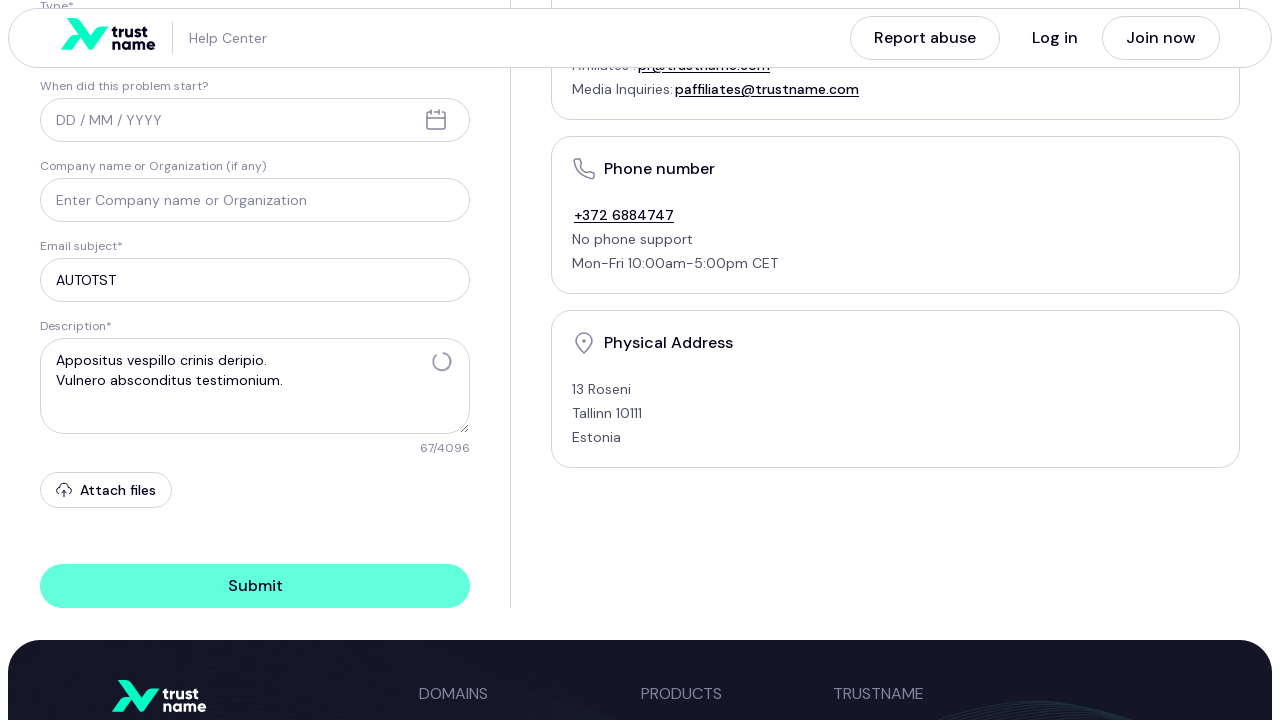 Type*
trust
name
Help Center
Report abuse
Log in
Join now
When did this problem start?
DD / MM / YYYY
Company name or Organization (if any)
Enter Company name or Organization
Email subject*
AUTOTST
Description*
Appositus vespillo crinis deripio.
Vulnero absconditus testimonium.
67/4096
Attach files
Submit
Affiliates : pr@trustname.com
Media Inquiries: paffiliates@trustname.com
Phone number
+372 6884747
No phone support
Mon-Fri 10:00am-5:00pm CET
Physical Address
13 Roseni
Tallinn 10111
Estonia
trust
name
DOMAINS
PRODUCTS
TRUSTNAME